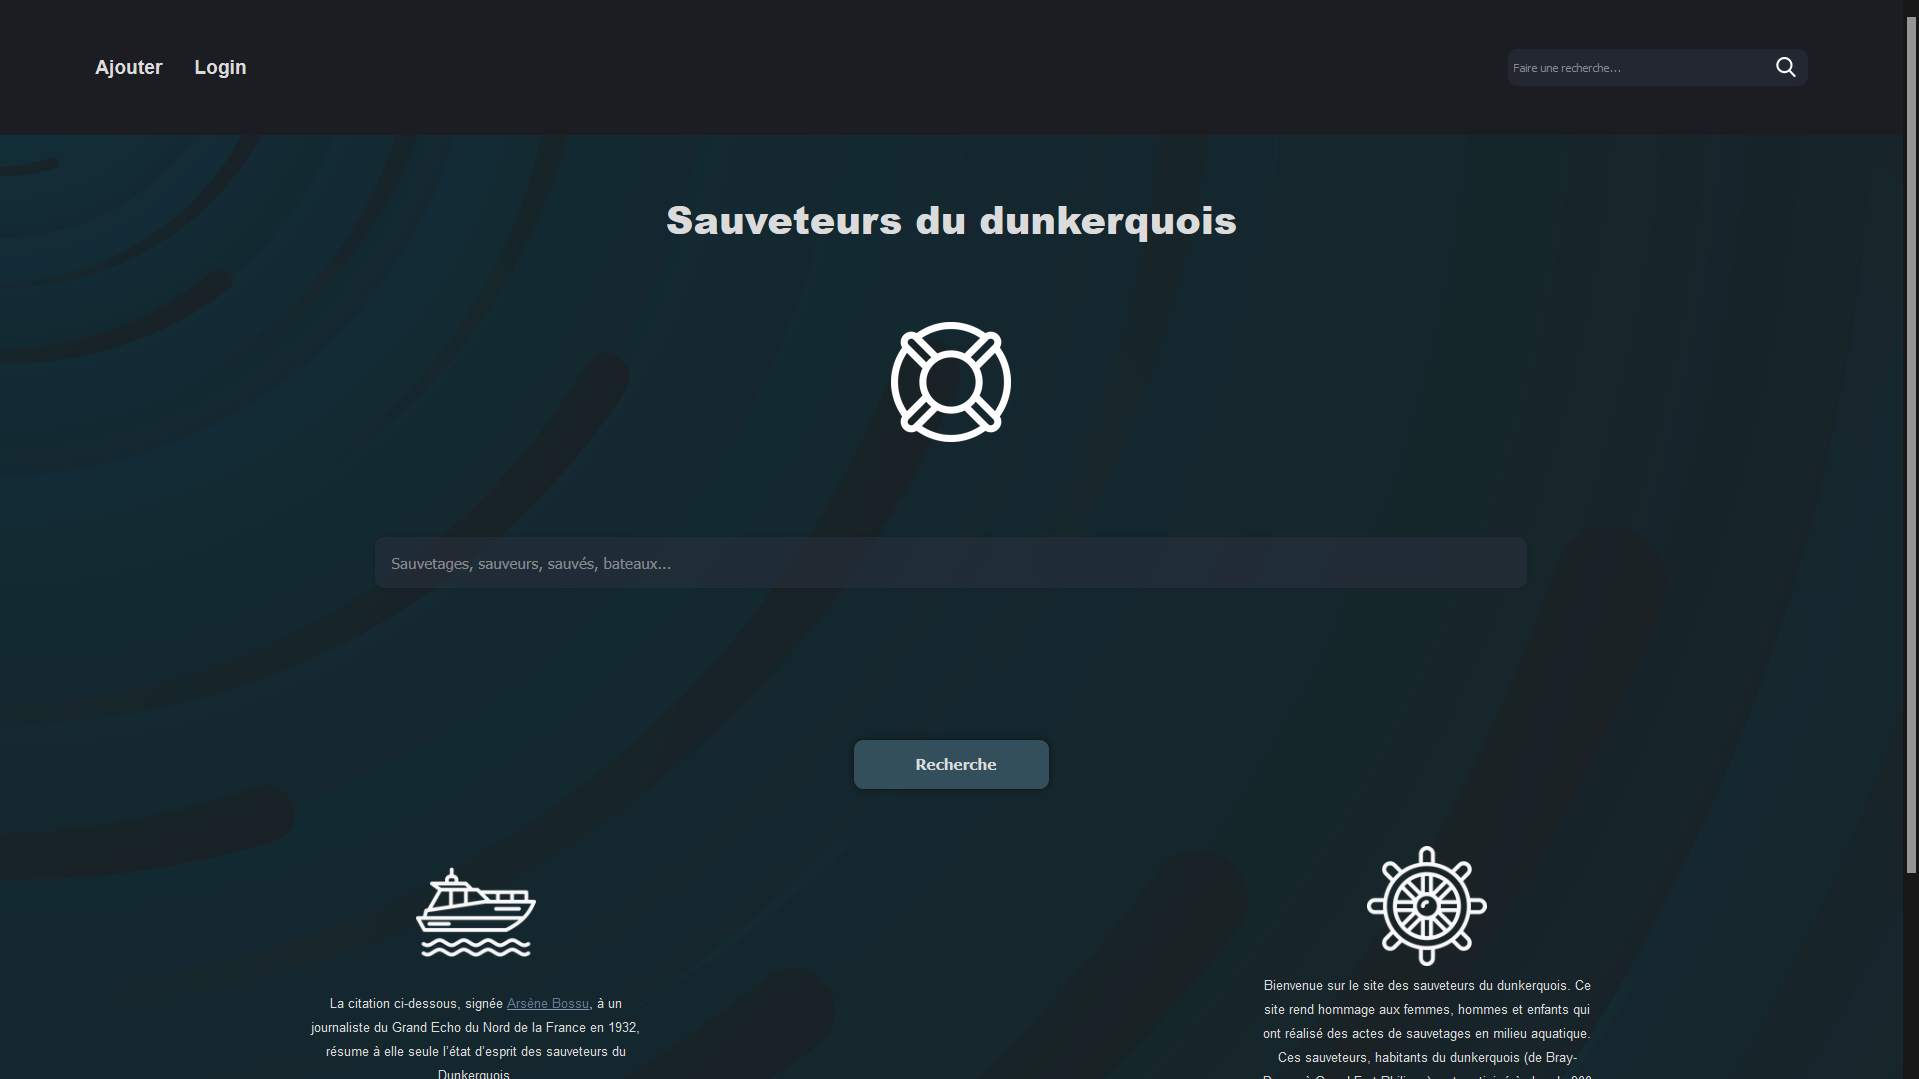 Ajouter
Login
Faire une recherche...
Sauveteurs du dunkerquois
Sauvetages, sauveurs, sauvés, bateaux...
Recherche
La citation ci-dessous, signée Arsène Bossu, à un
journaliste du Grand Echo du Nord de la France en 1932,
résume à elle seule l'état d'esprit des sauveteurs du
Dunkerquois
Bienvenue sur le site des sauveteurs du dunkerquois. Ce
site rend hommage aux femmes, hommes et enfants qui
ont réalisé des actes de sauvetages en milieu aquatique.
Ces sauveteurs, habitants du dunkerquois (de Bray-